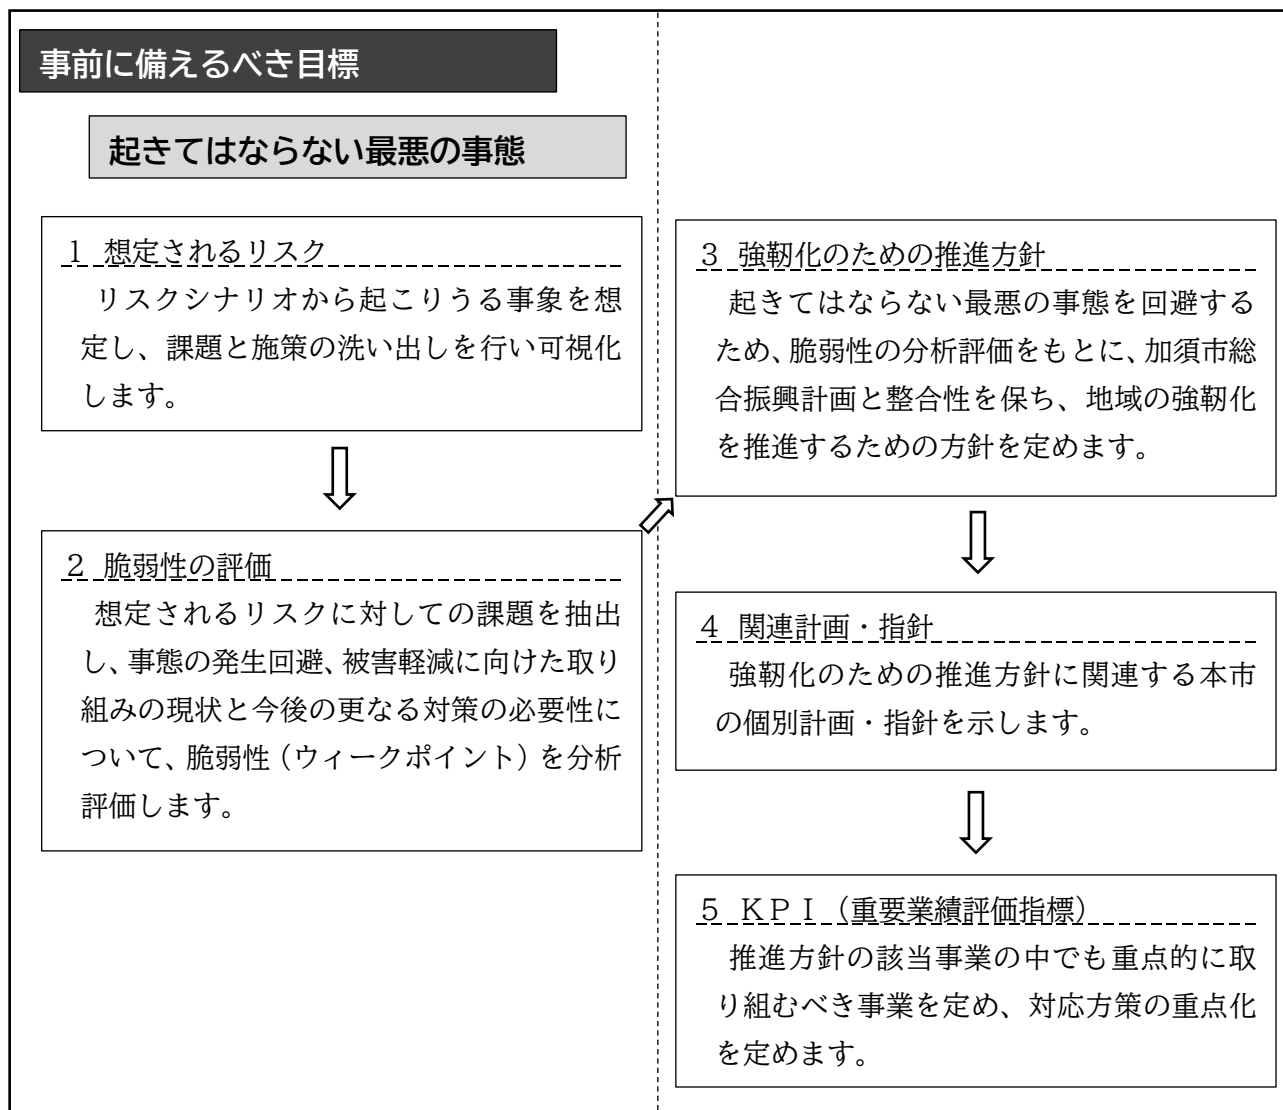 事前に備えるべき目標
起きてはならない最悪の事態
１ 想定されるリスク
リスクシナリオから起こりうる事象を想
定し、課題と施策の洗い出しを行い可視化
します。
２ 脆弱性の評価
想定されるリスクに対しての課題を抽出
し、事態の発生回避、被害軽減に向けた取り
組みの現状と今後の更なる対策の必要性に
ついて、脆弱性（ウィークポイント）を分析
評価します。
３ 強靭化のための推進方針
起きてはならない最悪の事態を回避する
ため、脆弱性の分析評価をもとに、加須市総
合振興計画と整合性を保ち、地域の強靭化
を推進するための方針を定めます。
４ 関連計画・指針
強靭化のための推進方針に関連する本市
の個別計画・指針を示します。
５ ＫＰＩ（重要業績評価指標）
推進方針の該当事業の中でも重点的に取
り組むべき事業を定め、対応方策の重点化
を定めます。